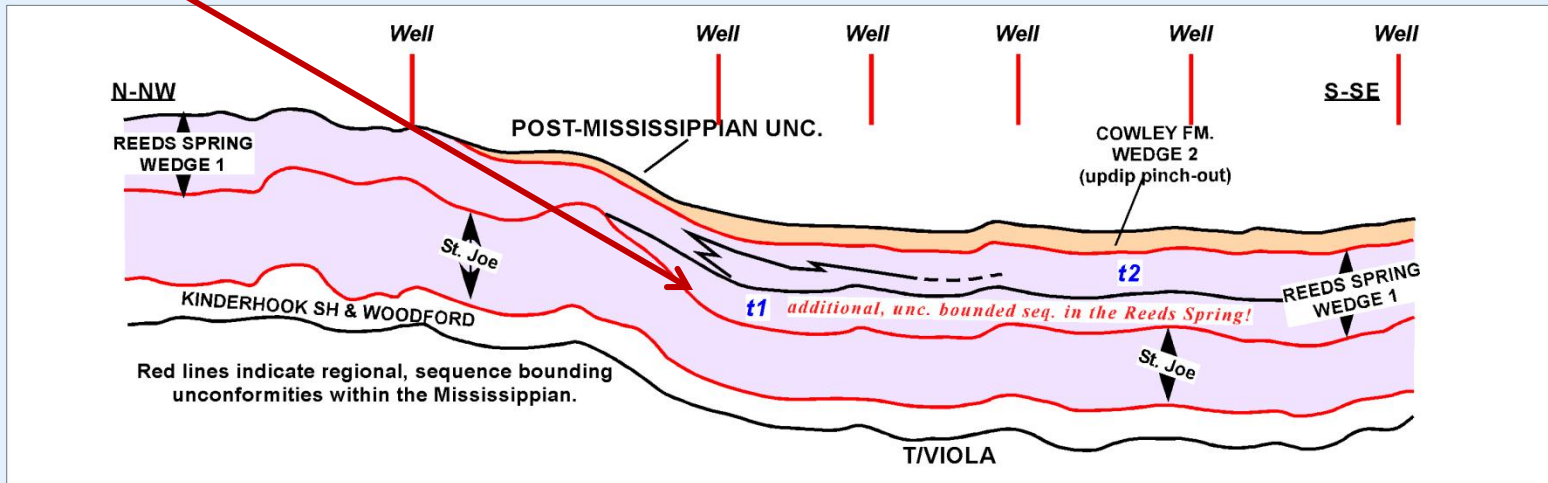 Well Well Well Well Well Well
N-NW
S-SE
REEDS SPRING
WEDGE 1
POST-MISSISSIPPIAN UNC.
COWLEY FM.
WEDGE 2
(updip pinch-out)
St. Joe
t2
REEDS SPRING
WEDGE 1
KINDERHOOK SH & WOODFORD
t1 additional, unc. bounded seq. in the Reeds Spring!
St. Joe
Red lines indicate regional, sequence bounding
unconformities within the Mississippian.
T/VIOLA